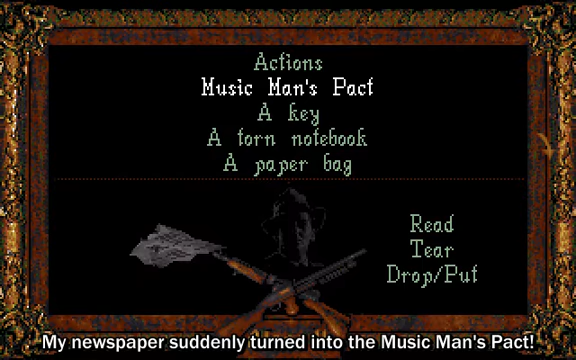 Actions
Music Man's Pact
A key
A torn notebook
A paper bag
Read
Tear
Drop/Put
My newspaper suddenly turned into the Music Man's Pact!